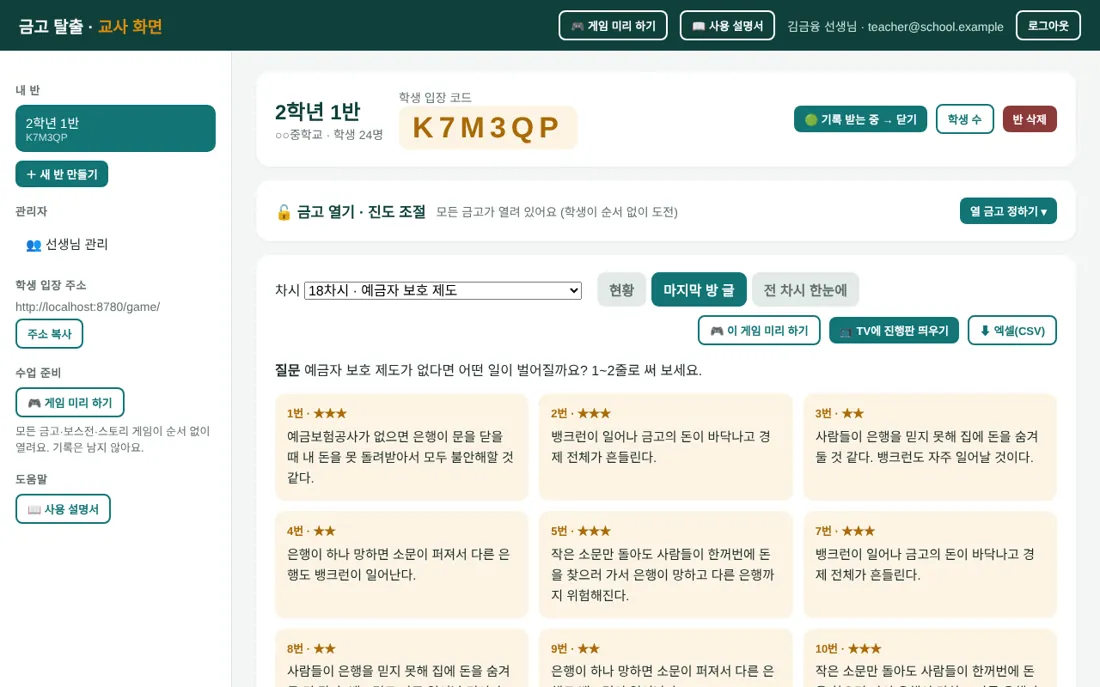 금고 탈출 · 교사 화면
🎮 게임 미리 하기
📖 사용 설명서
김금융 선생님 · teacher@school.example
로그아웃
내 반
2학년 1반
K7M3QP
＋ 새 반 만들기
관리자
👥 선생님 관리
학생 입장 주소
http://localhost:8780/game/
주소 복사
수업 준비
🎮 게임 미리 하기
모든 금고·보스전·스토리 게임이 순서 없이
열려요. 기록은 남지 않아요.
도움말
📖 사용 설명서
2학년 1반
○○중학교 · 학생 24명
학생 입장 코드
K7M3QP
🟢 기록 받는 중 → 닫기
학생 수
반 삭제
🔓 금고 열기 · 진도 조절
모든 금고가 열려 있어요 (학생이 순서 없이 도전)
열 금고 정하기 ▾
차시
18차시 · 예금자 보호 제도
현황
마지막 방 글
전 차시 한눈에
🎮 이 게임 미리 하기
📺 TV에 진행판 띄우기
⬇ 엑셀(CSV)
질문 예금자 보호 제도가 없다면 어떤 일이 벌어질까요? 1~2줄로 써 보세요.
1번 · ★★★
예금보험공사가 없으면 은행이 문을 닫을
때 내 돈을 못 돌려받아서 모두 불안해할 것
같다.
2번 · ★★★
뱅크런이 일어나 금고의 돈이 바닥나고 경
제 전체가 흔들린다.
3번 · ★★
사람들이 은행을 믿지 못해 집에 돈을 숨겨
둘 것 같다. 뱅크런도 자주 일어날 것이다.
4번 · ★★
은행이 하나 망하면 소문이 퍼져서 다른 은
행도 뱅크런이 일어난다.
5번 · ★★★
작은 소문만 돌아도 사람들이 한꺼번에 돈
을 찾으러 가서 은행이 망하고 다른 은행까
지 위험해진다.
7번 · ★★★
뱅크런이 일어나 금고의 돈이 바닥나고 경
제 전체가 흔들린다.
8번 · ★★
사람들이 은행을 믿지 못해 집에 돈을 숨겨
9번 · ★★
은행이 하나 망하면 소문이 퍼져서 다른 은
10번 · ★★★
작은 소문만 돌아도 사람들이 한꺼번에 돈